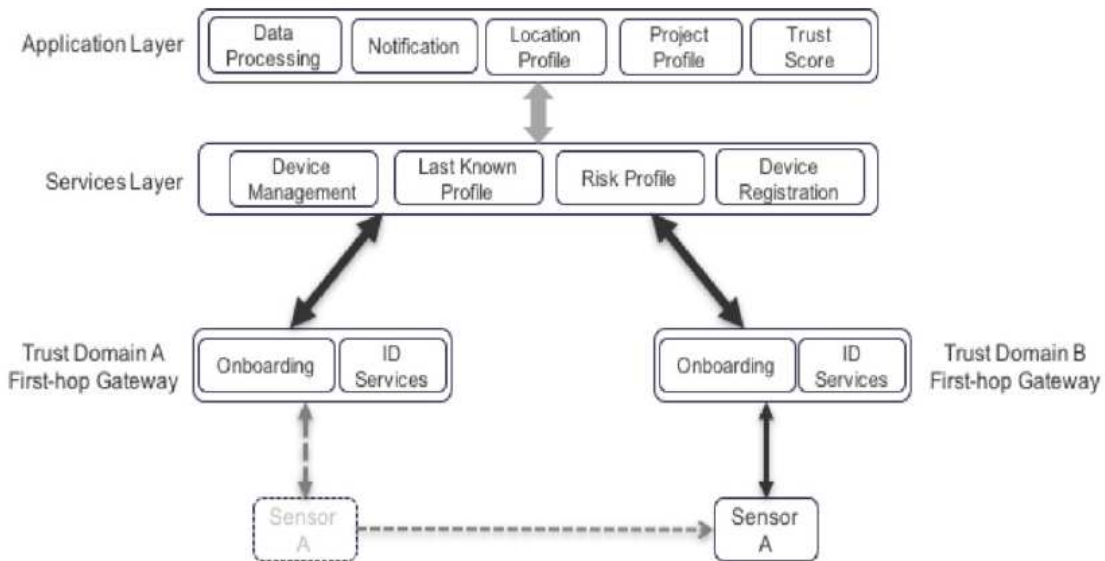 Application Layer
Data
Processing
Notification
Location
Profile
Project
Profile
Trust
Score
Services Layer
Device
Management
Last Known
Profile
Risk Profile
Device
Registration
Trust Domain A
First-hop Gateway
Onboarding
ID
Services
Onboarding
ID
Services
Trust Domain B
First-hop Gateway
Sensor
A
Sensor
A